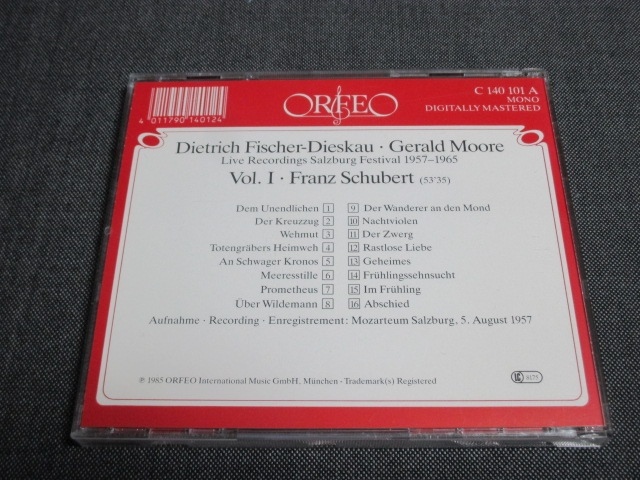 4 011790 140124
ORFEO
C 140 101 A
MONO
DIGITALLY MASTERED
Dietrich Fischer-Dieskau · Gerald Moore
Live Recordings Salzburg Festival 1957–1965
Vol. I · Franz Schubert (53'35)
Dem Unendlichen 1
Der Kreuzzug 2
Wehmut 3
Totengräbers Heimweh 4
An Schwager Kronos 5
Meeresstille 6
Prometheus 7
Über Wildemann 8
9 Der Wanderer an den Mond
10 Nachtviolen
11 Der Zwerg
12 Rastlose Liebe
13 Geheimes
14 Frühlingssehnsucht
15 Im Frühling
16 Abschied
Aufnahme · Recording · Enregistrement: Mozarteum Salzburg, 5. August 1957
℗ 1985 ORFEO International Music GmbH, München · Trademark(s) Registered
LC 8175